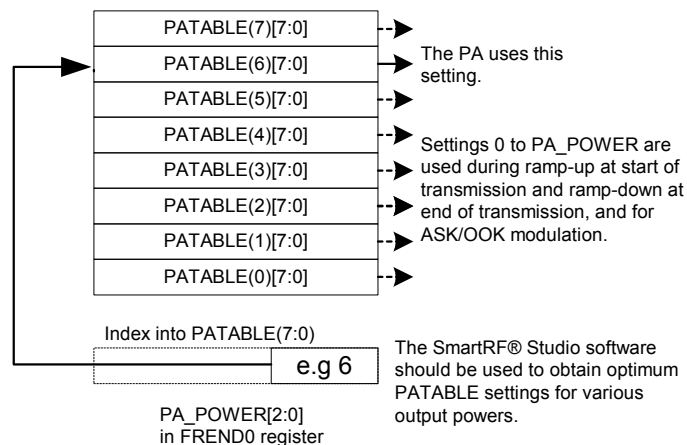 PATABLE(7)[7:0]
PATABLE(6)[7:0]
PATABLE(5)[7:0]
PATABLE(4)[7:0]
PATABLE(3)[7:0]
PATABLE(2)[7:0]
PATABLE(1)[7:0]
PATABLE(0)[7:0]
The PA uses this
setting.
Settings 0 to PA_POWER are
used during ramp-up at start of
transmission and ramp-down at
end of transmission, and for
ASK/OOK modulation.
Index into PATABLE(7:0)
e.g 6
PA_POWER[2:0]
in FREND0 register
The SmartRF® Studio software
should be used to obtain optimum
PATABLE settings for various
output powers.